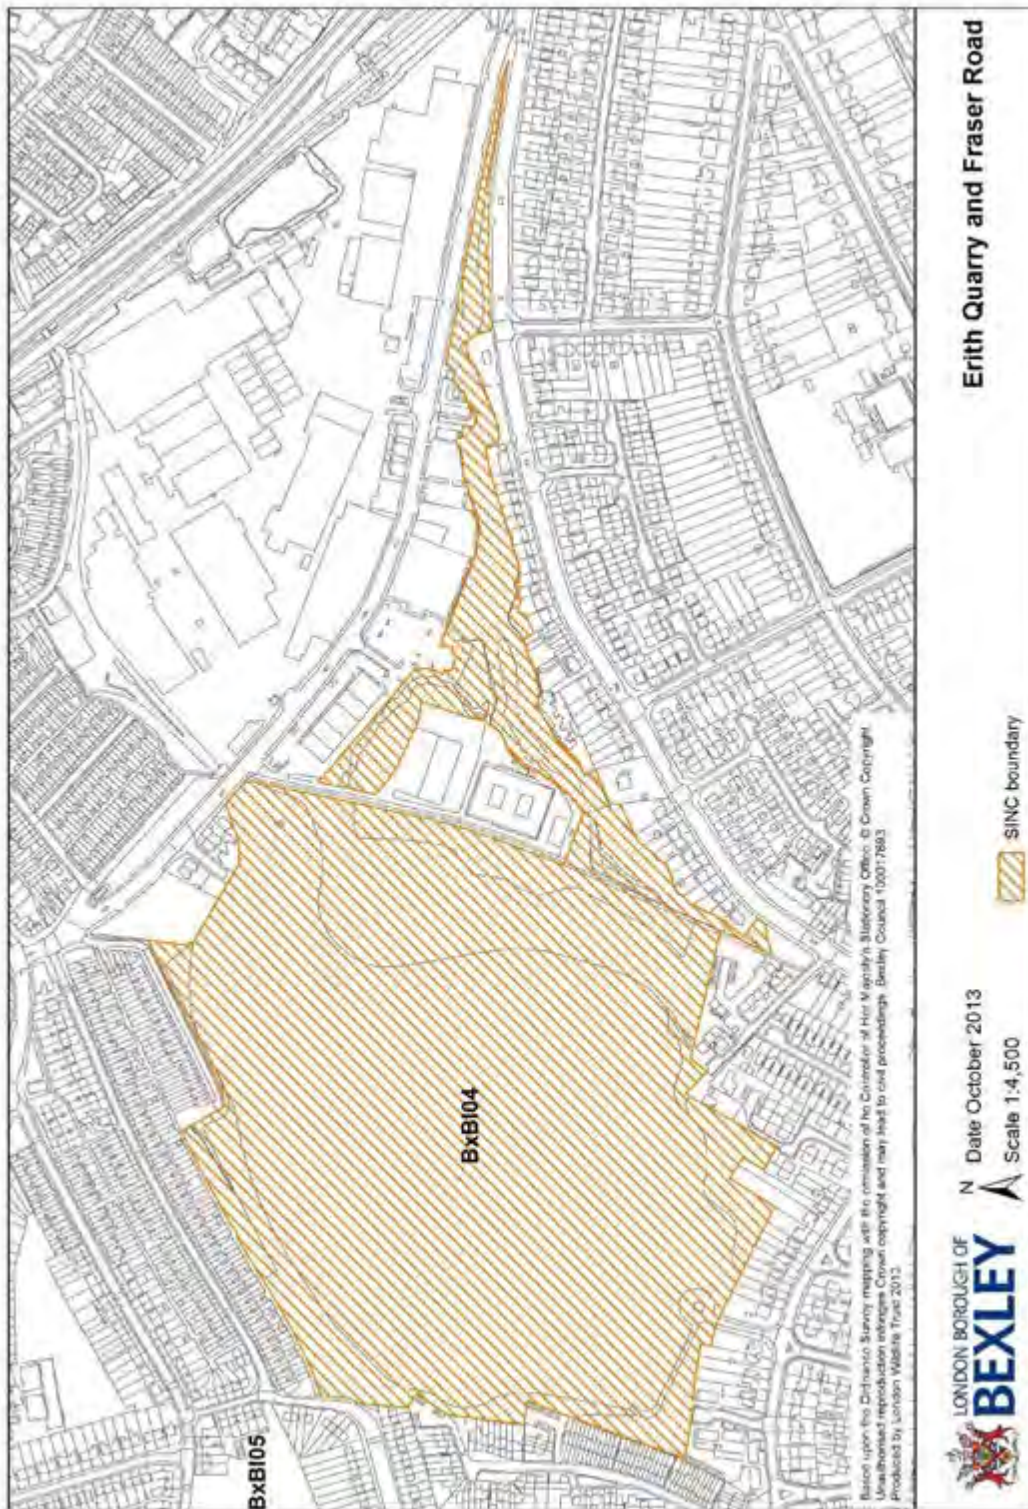 BxBI05
BxBI04
Based upon the Ordnance Survey mapping with the permission of the Controller of Her Majesty's Stationery Office © Crown Copyright
Unauthorised reproduction infringes Crown copyright and may lead to civil proceedings. Bexley Council 100017693
Produced by London Wildlife Trust 2013
LONDON BOROUGH OF
BEXLEY
N
Date October 2013
Scale 1:4,500
SINC boundary
Erith Quarry and Fraser Road